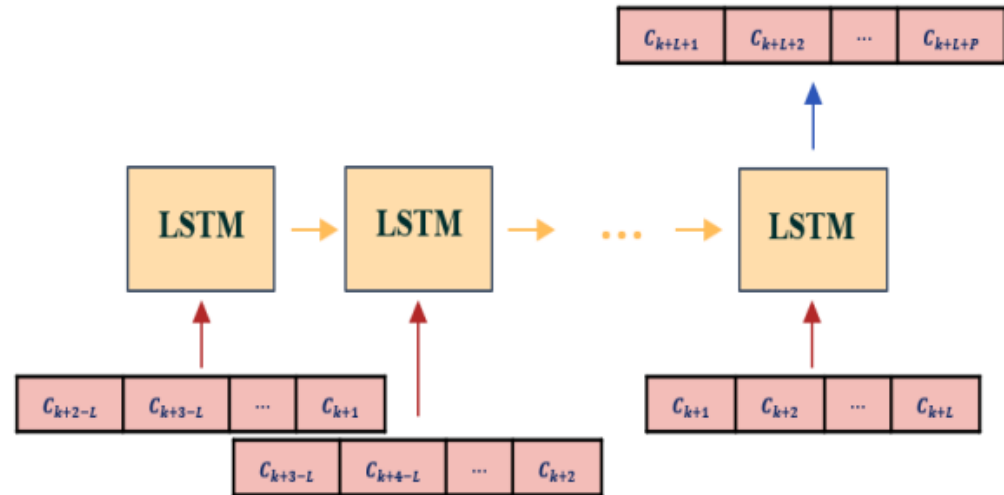 C_{k+L+1} C_{k+L+2} ... C_{k+L+P}
LSTM LSTM ... LSTM
C_{k+2-L} C_{k+3-L} ... C_{k+1} C_{k+1} C_{k+2} ... C_{k+L}
C_{k+3-L} C_{k+4-L} ... C_{k+2}